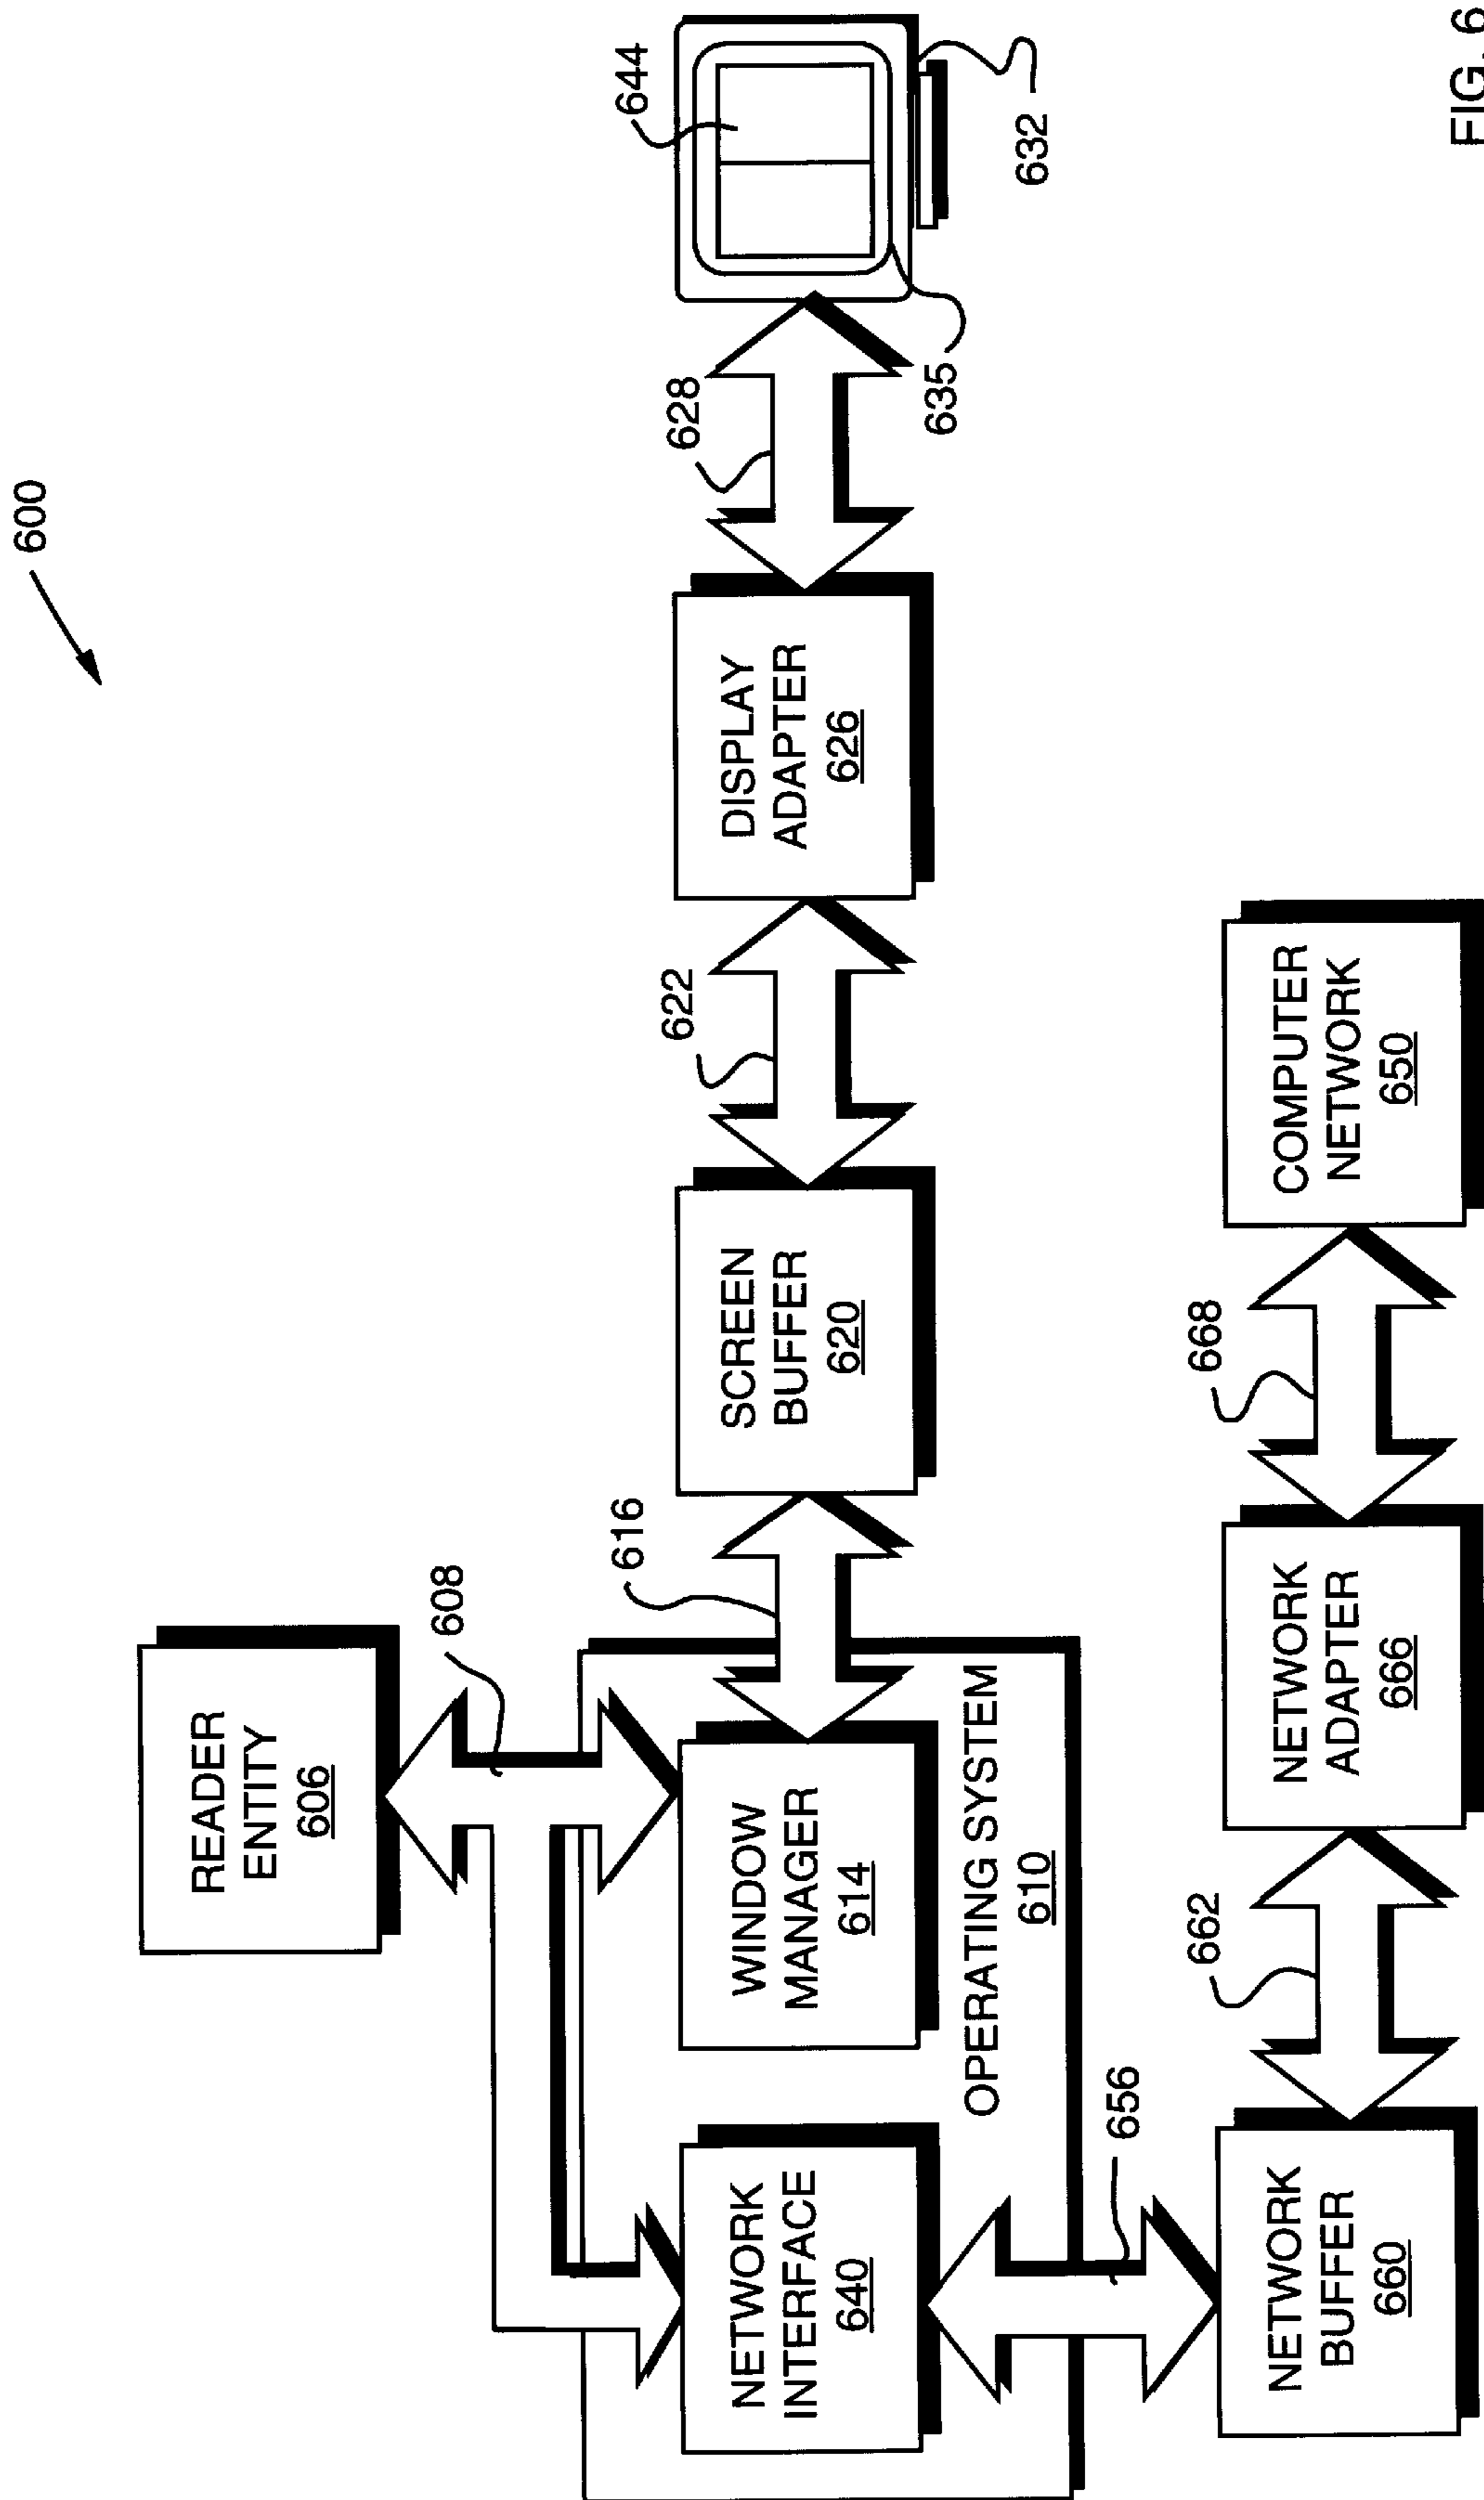 600
READER
ENTITY
606
608
616
622
628
644
NETWORK
INTERFACE
640
WINDOW
MANAGER
614
SCREEN
BUFFER
620
DISPLAY
ADAPTER
626
635
632
OPERATING SYSTEM
610
656
662
668
NETWORK
BUFFER
660
NETWORK
ADAPTER
666
COMPUTER
NETWORK
650
FIG. 6